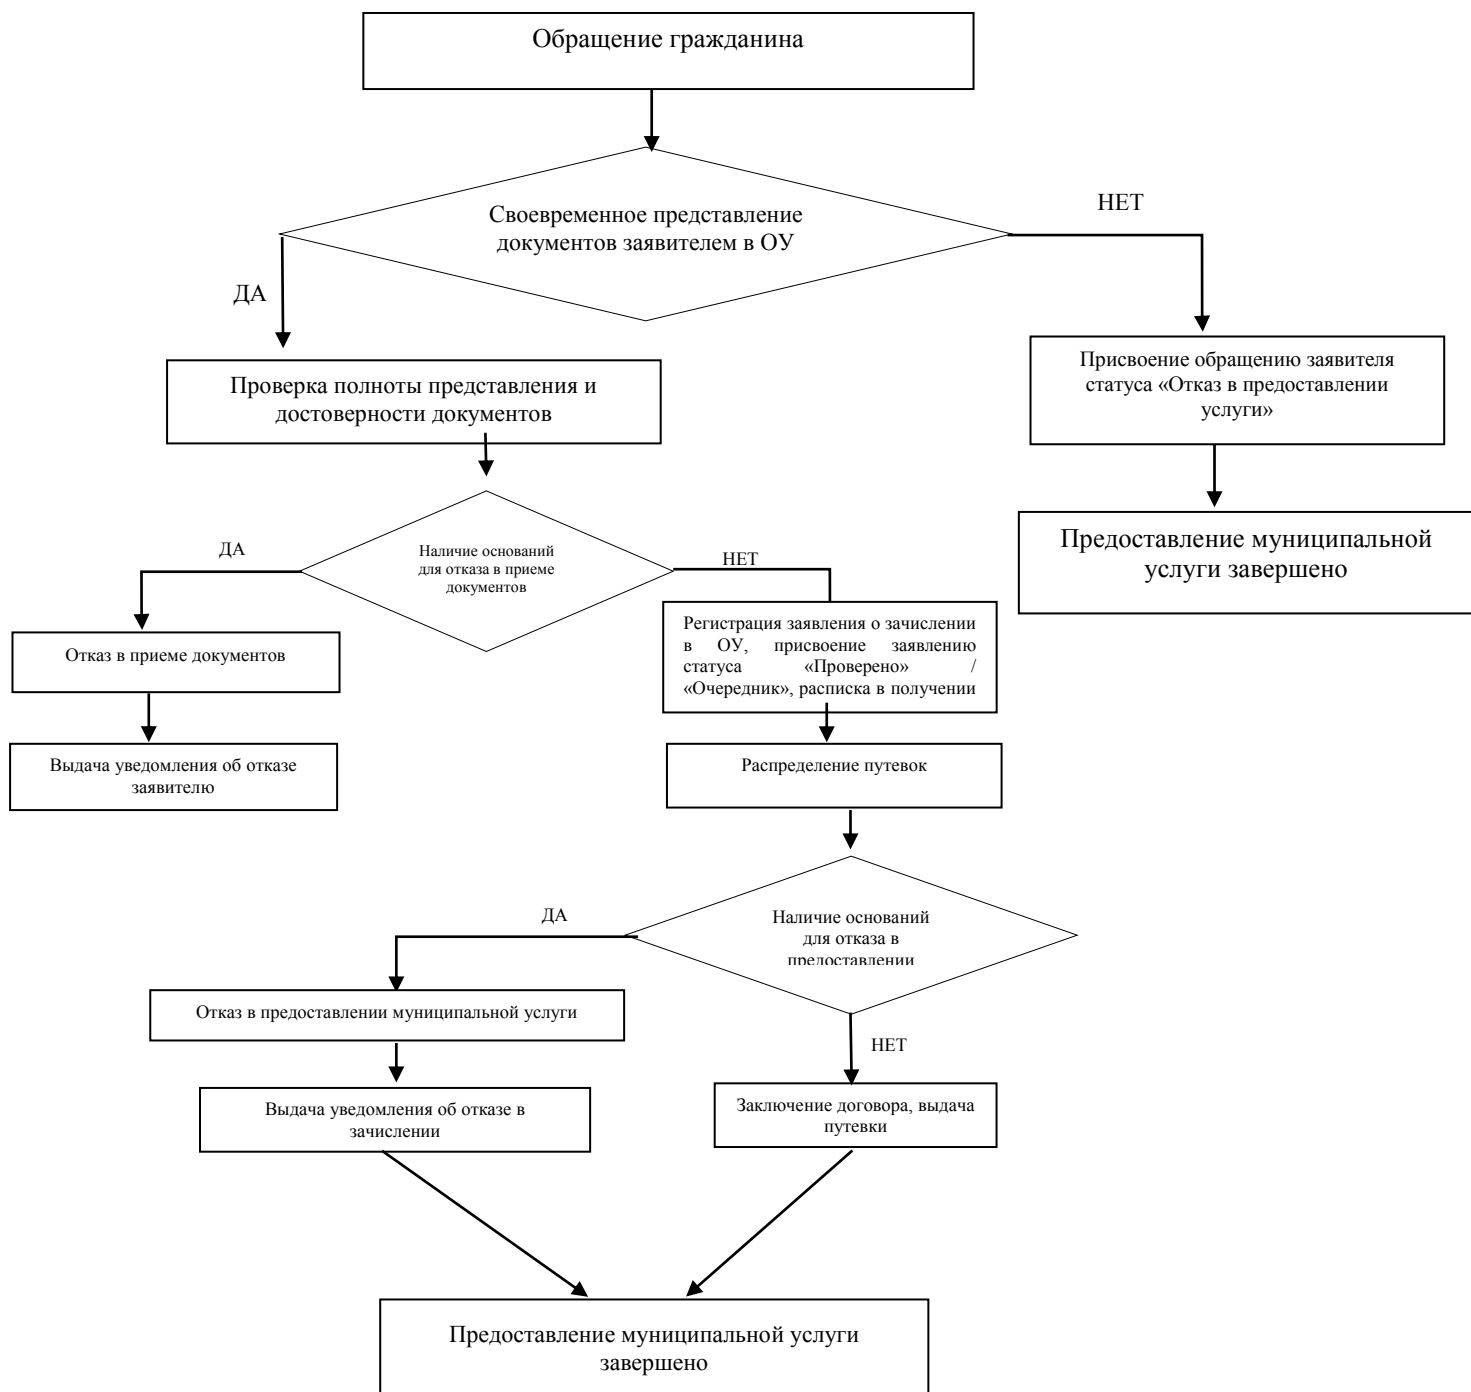 Обращение гражданина
Своевременное представление
документов заявителем в ОУ
НЕТ
ДА
Проверка полноты представления и
достоверности документов
Присвоение обращению заявителя
статуса «Отказ в предоставлении
услуги»
Предоставление муниципальной
услуги завершено
ДА
Наличие оснований
для отказа в приеме
документов
НЕТ
Отказ в приеме документов
Регистрация заявления о зачислении
в ОУ, присвоение заявлению
статуса «Проверено» /
«Очередник», расписка в получении
Выдача уведомления об отказе
заявителю
Распределение путевок
ДА
Наличие оснований
для отказа в
предоставлении
Отказ в предоставлении муниципальной услуги
НЕТ
Выдача уведомления об отказе в
зачислении
Заключение договора, выдача
путевки
Предоставление муниципальной услуги
завершено